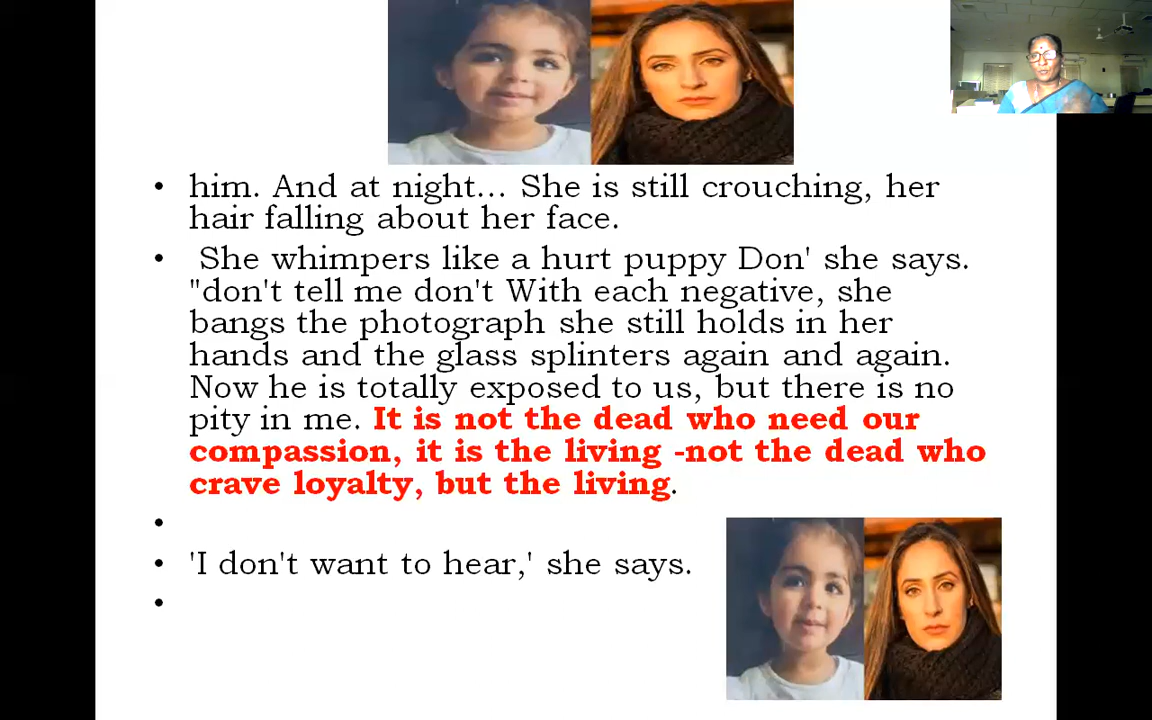 • him. And at night... She is still crouching, her
hair falling about her face.
• She whimpers like a hurt puppy Don' she says.
"don't tell me don't With each negative, she
bangs the photograph she still holds in her
hands and the glass splinters again and again.
Now he is totally exposed to us, but there is no
pity in me. It is not the dead who need our
compassion, it is the living -not the dead who
crave loyalty, but the living.
•
• 'I don't want to hear,' she says.
•